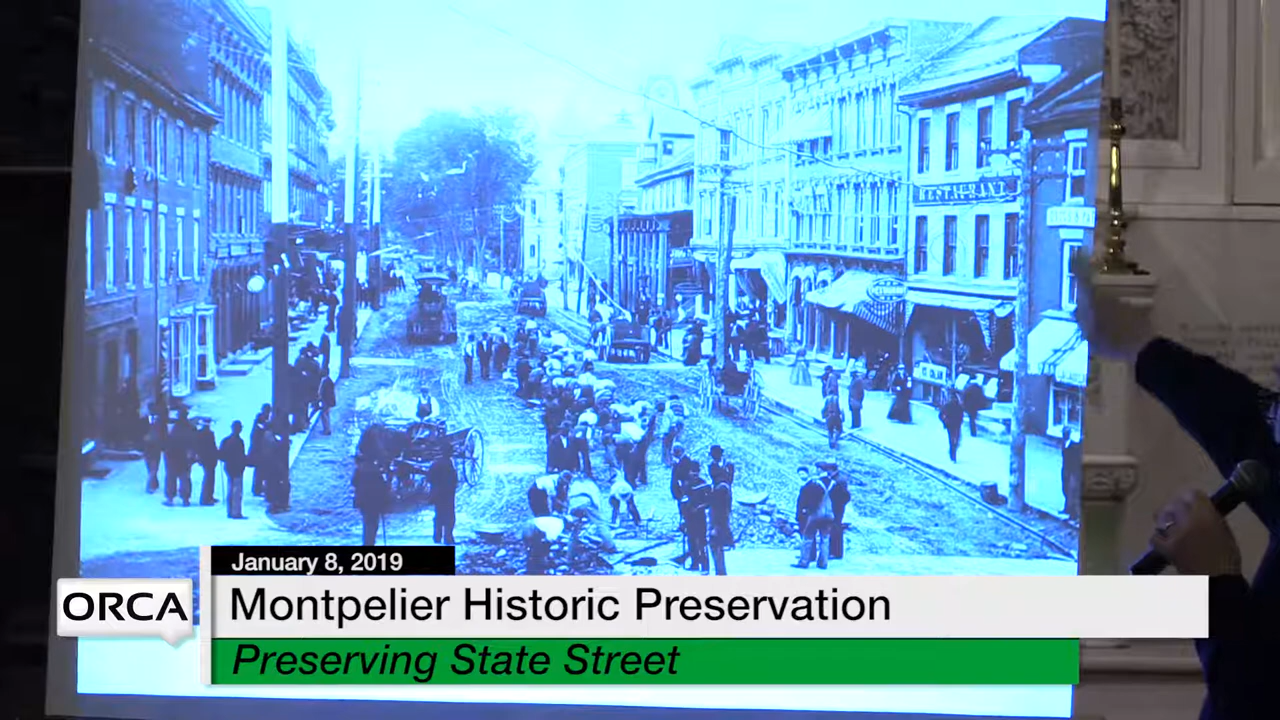 RESTAURANT
January 8, 2019
ORCA
Montpelier Historic Preservation
Preserving State Street